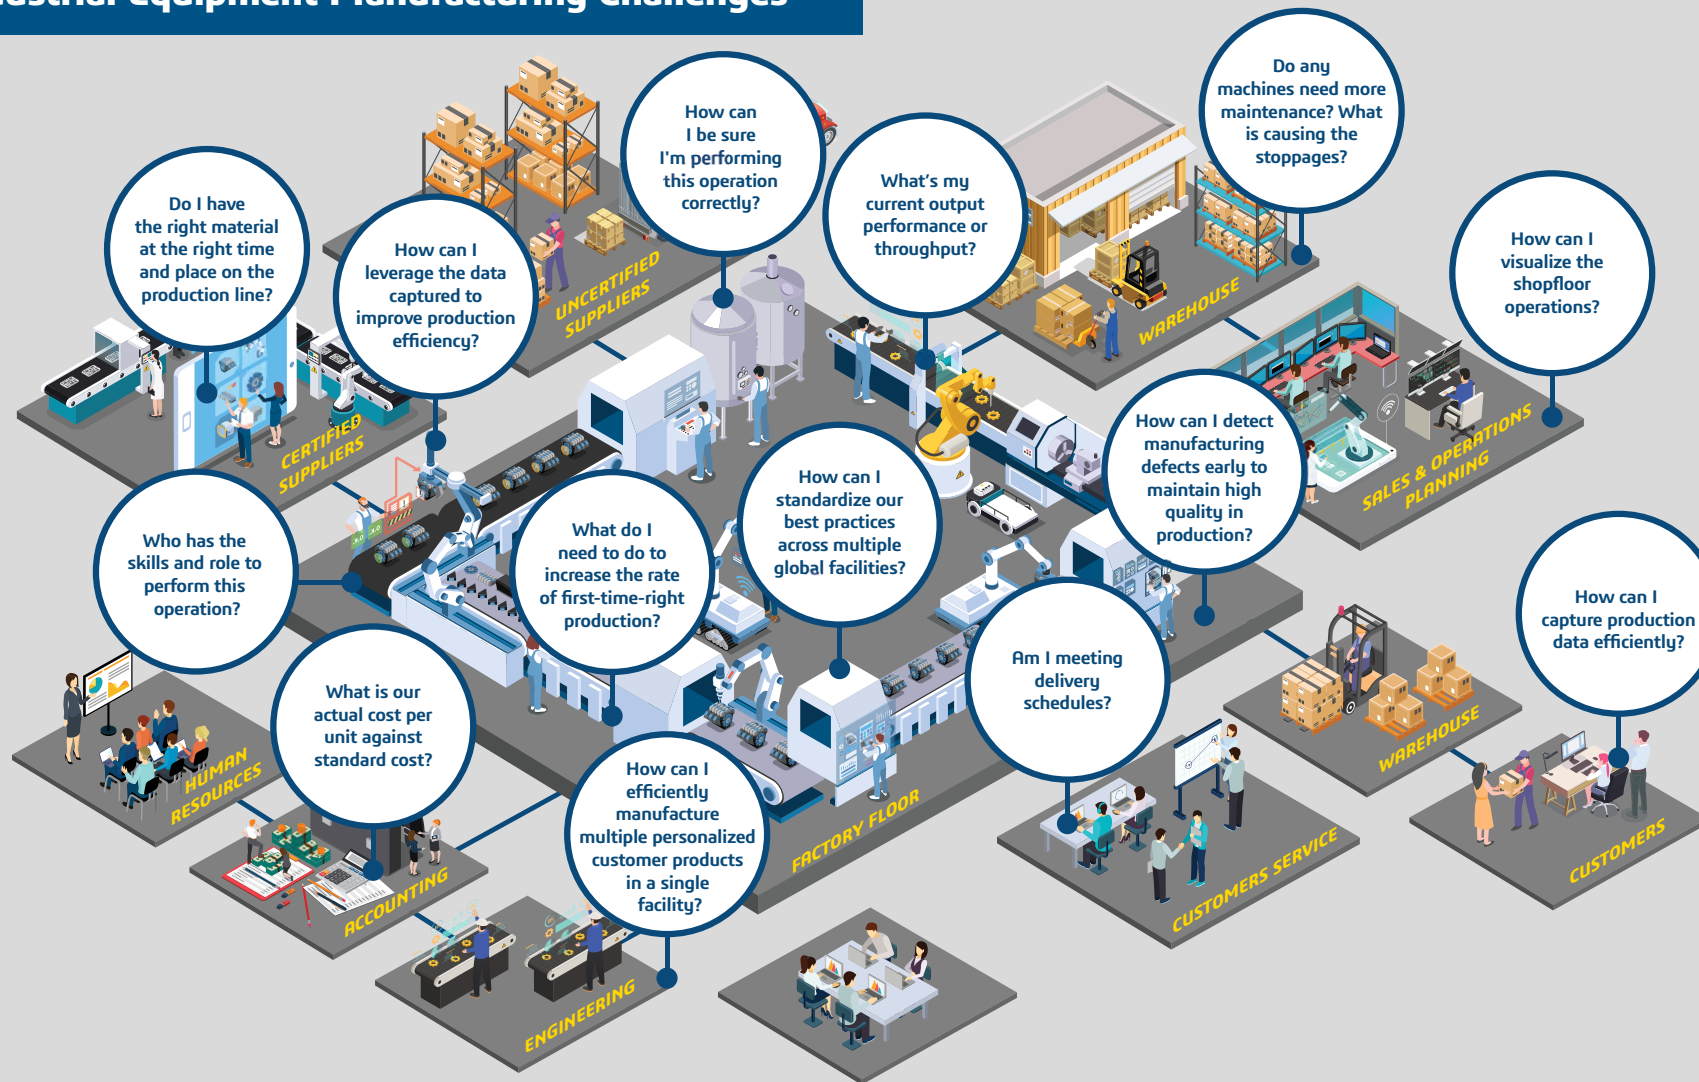 Equipment Manufacturing Challenges
Do any
machines need more
maintenance? What
is causing the
stoppages?
How can
I be sure
I'm performing
this operation
correctly?
What's my
current output
performance or
throughput?
Do I have
the right material
at the right time
and place on the
production line?
How can I
leverage the data
captured to
improve production
efficiency?
How can I
visualize the
shopfloor
operations?
UNCERTIFIED
SUPPLIERS
WAREHOUSE
CERTIFIED
SUPPLIERS
SALES & OPERATIONS
PLANNING
How can I detect
manufacturing
defects early to
maintain high
quality in
production?
How can I
standardize our
best practices
across multiple
global facilities?
What do I
need to do to
increase the rate
of first-time-right
production?
Who has the
skills and role to
perform this
operation?
How can I
capture production
data efficiently?
Am I meeting
delivery
schedules?
What is our
actual cost per
unit against
standard cost?
How can I
efficiently
manufacture
multiple personalized
customer products
in a single
facility?
HUMAN
RESOURCES
WAREHOUSE
FACTORY FLOOR
CUSTOMERS
CUSTOMERS SERVICE
ACCOUNTING
ENGINEERING